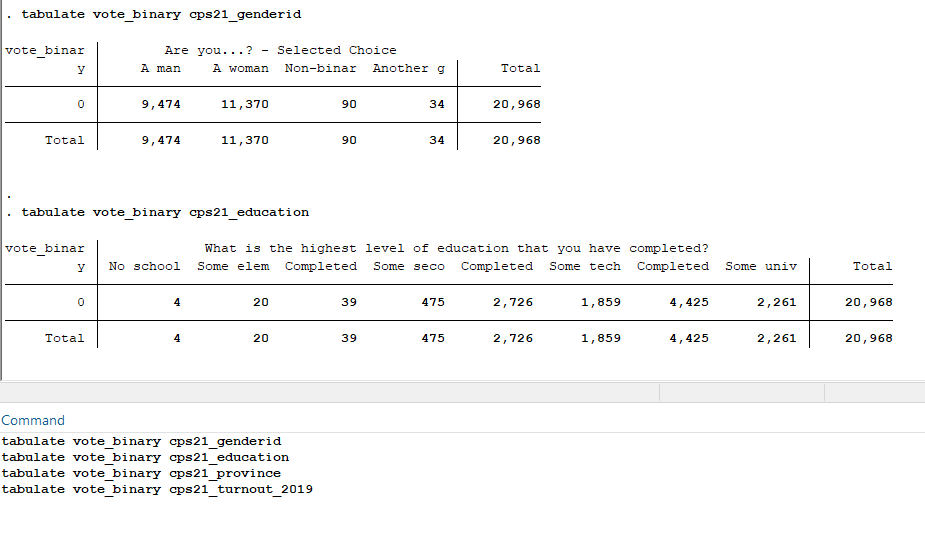 . tabulate vote_binary cps21_genderid
vote_binar Are you...? - Selected Choice
y A man A woman Non-binar Another g Total
0 9,474 11,370 90 34 20,968
Total 9,474 11,370 90 34 20,968
.
. tabulate vote_binary cps21_education
vote_binar What is the highest level of education that you have completed?
y No school Some elem Completed Some seco Completed Some tech Completed Some univ Total
0 4 20 39 475 2,726 1,859 4,425 2,261 20,968
Total 4 20 39 475 2,726 1,859 4,425 2,261 20,968
Command
tabulate vote_binary cps21_genderid
tabulate vote_binary cps21_education
tabulate vote_binary cps21_province
tabulate vote_binary cps21_turnout_2019